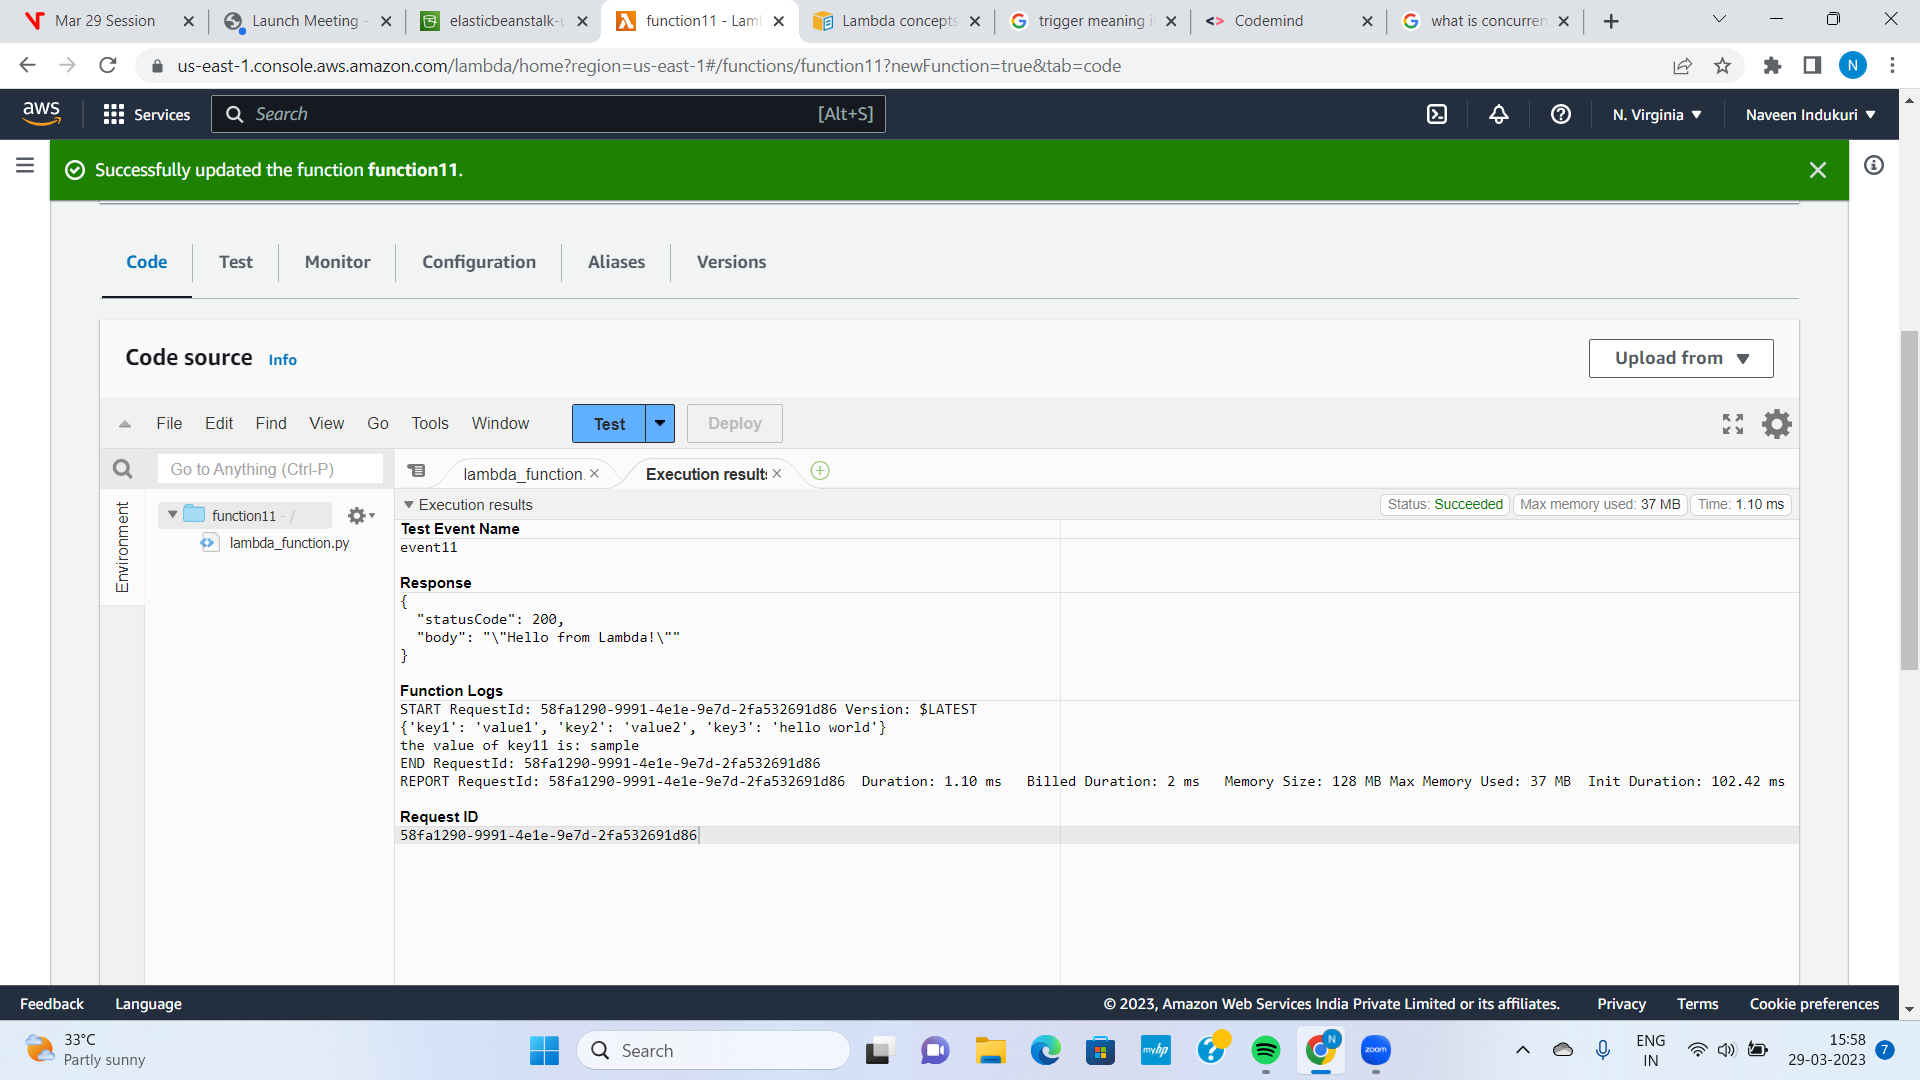 Mar 29 Session
Launch Meeting -
elasticbeanstalk-u
function11 - Lam
Lambda concepts
trigger meaning i
Codemind
what is concurren
us-east-1.console.aws.amazon.com/lambda/home?region=us-east-1#/functions/function11?newFunction=true&tab=code
N
aws
Services
Search
[Alt+S]
N. Virginia
Naveen Indukuri
Successfully updated the function function11.
Code
Test
Monitor
Configuration
Aliases
Versions
Code source Info
Upload from
File Edit Find View Go Tools Window
Test
Deploy
Go to Anything (Ctrl-P)
lambda_function.
Execution results
Environment
function11 - /
lambda_function.py
Execution results
Status: Succeeded
Max memory used: 37 MB
Time: 1.10 ms
Test Event Name
event11
Response
{
"statusCode": 200,
"body": "\"Hello from Lambda!\""
}
Function Logs
START RequestId: 58fa1290-9991-4e1e-9e7d-2fa532691d86 Version: $LATEST
{'key1': 'value1', 'key2': 'value2', 'key3': 'hello world'}
the value of key11 is: sample
END RequestId: 58fa1290-9991-4e1e-9e7d-2fa532691d86
REPORT RequestId: 58fa1290-9991-4e1e-9e7d-2fa532691d86 Duration: 1.10 ms Billed Duration: 2 ms Memory Size: 128 MB Max Memory Used: 37 MB Init Duration: 102.42 ms
Request ID
58fa1290-9991-4e1e-9e7d-2fa532691d86
Feedback
Language
© 2023, Amazon Web Services India Private Limited or its affiliates.
Privacy
Terms
Cookie preferences
33°C
Partly sunny
Search
myhp
N
zoom
ENG
IN
15:58
29-03-2023
7